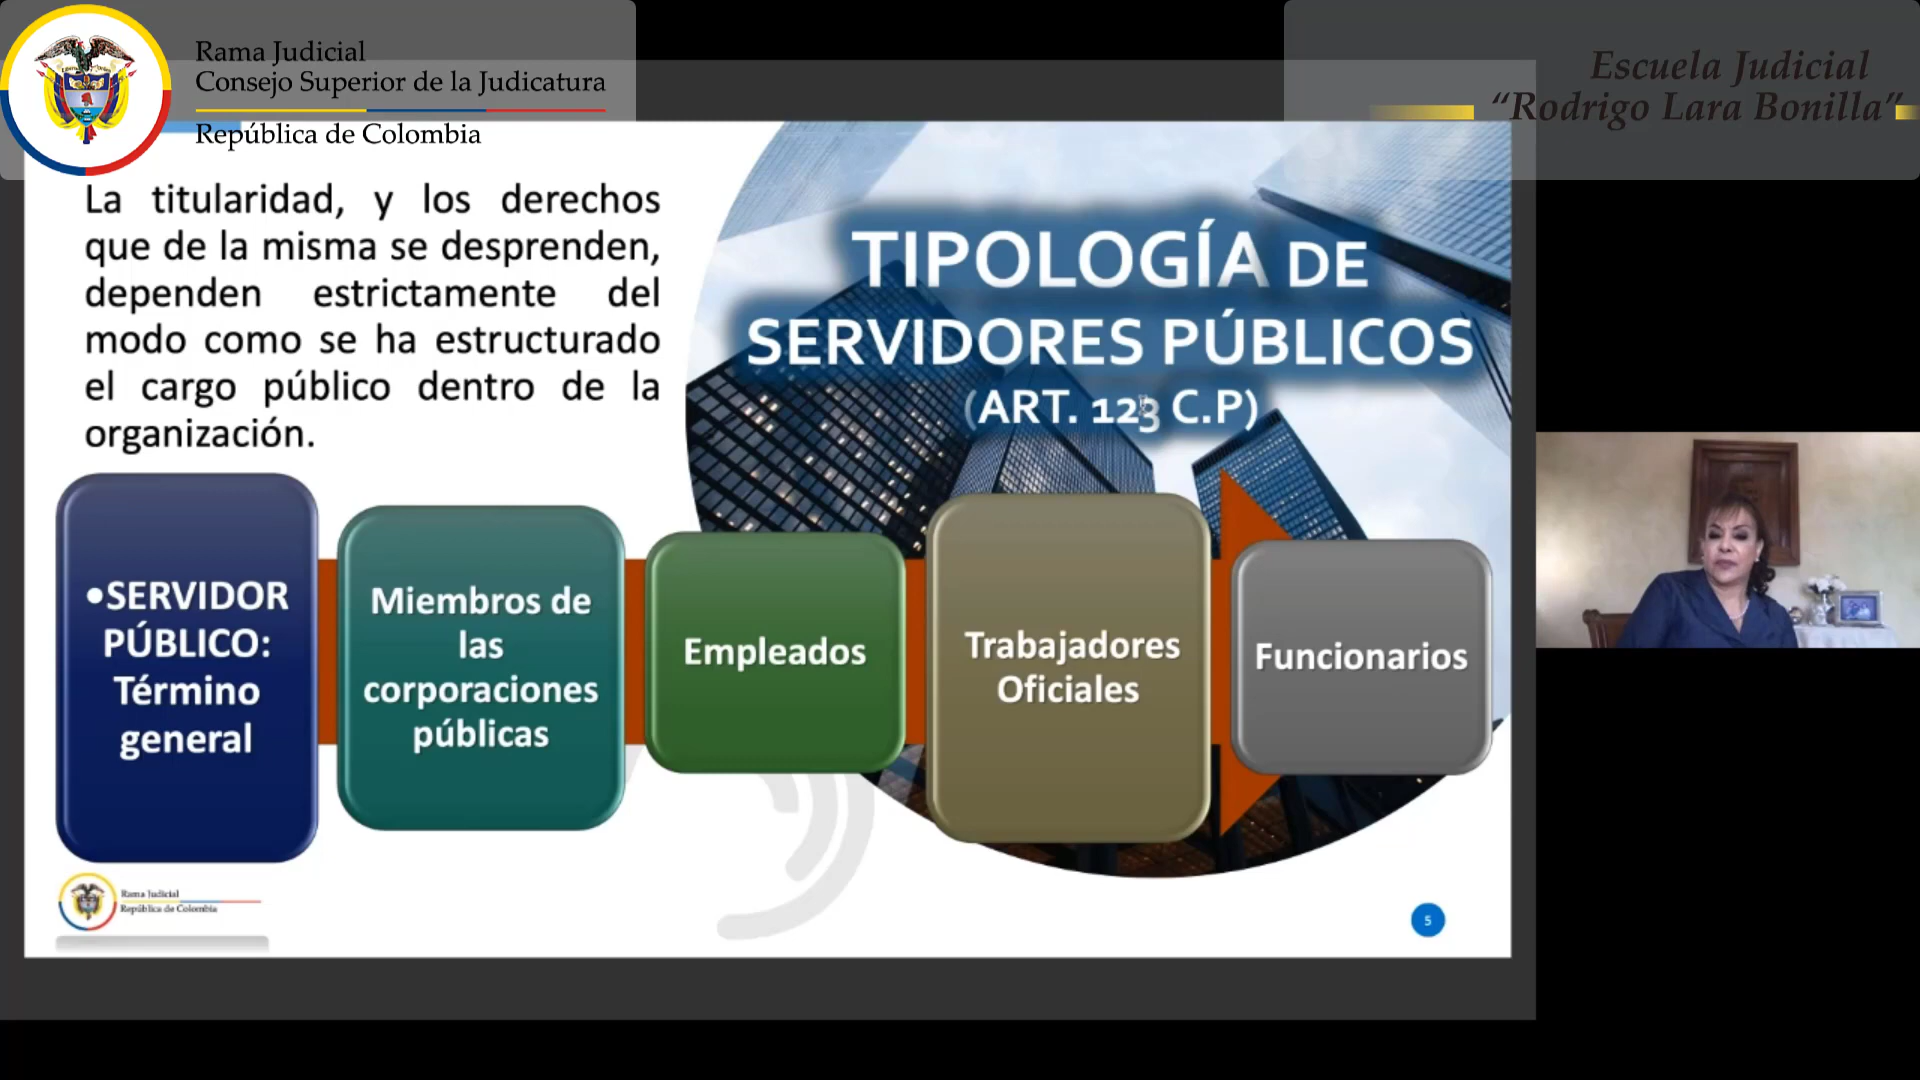 Rama Judicial
Consejo Superior de la Judicatura
República de Colombia
Escuela Judicial
“Rodrigo Lara Bonilla”
La titularidad, y los derechos
que de la misma se desprenden,
dependen estrictamente del
modo como se ha estructurado
el cargo público dentro de la
organización.
TIPOLOGÍA DE
SERVIDORES PÚBLICOS
(ART. 123 C.P)
•SERVIDOR
PÚBLICO:
Término
general
Miembros de
las
corporaciones
públicas
Empleados
Trabajadores
Oficiales
Funcionarios
Rama Judicial
República de Colombia
5